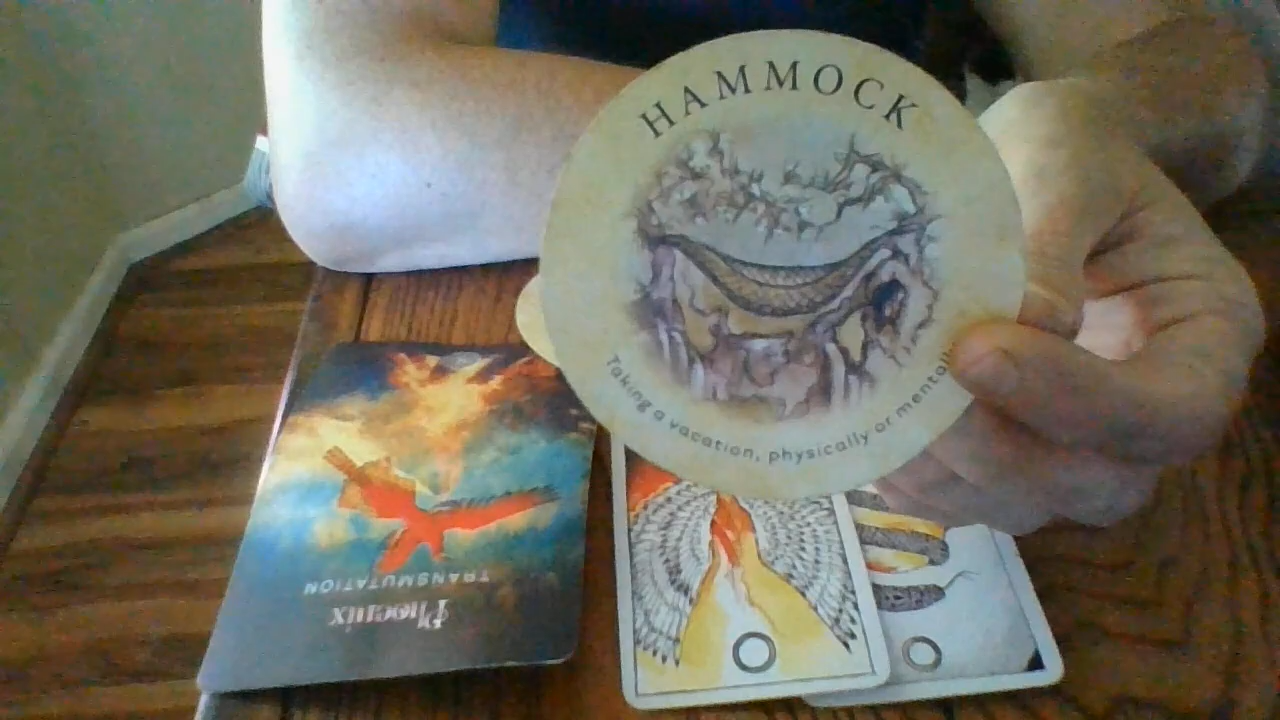 HAMMOCK
Taking a vacation, physically or mentally
Phoenix
TRANSMUTATION